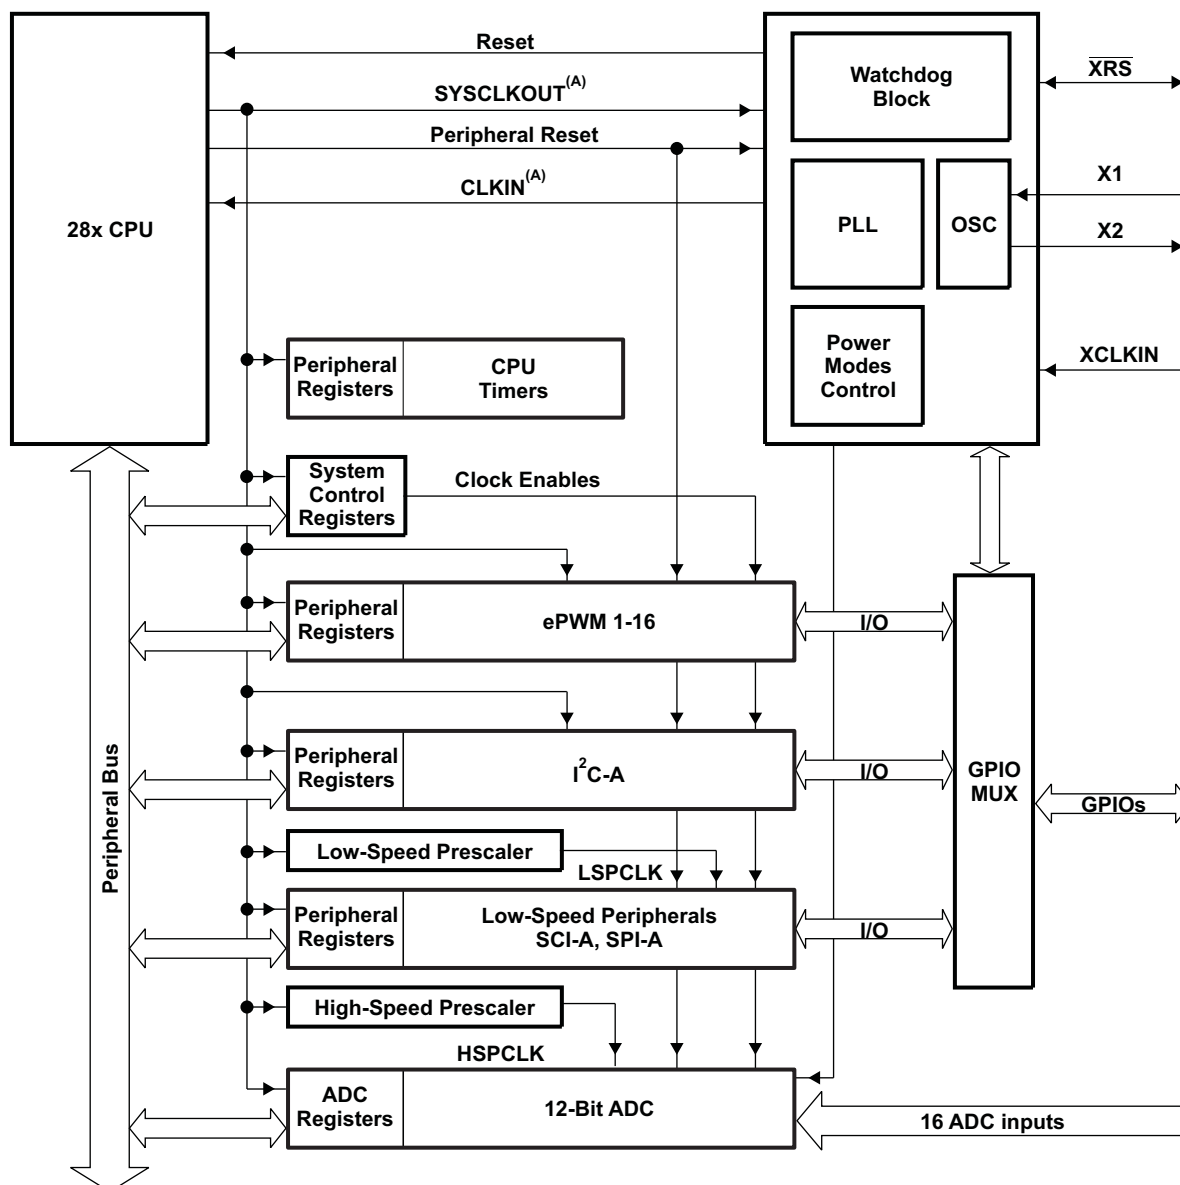 Reset
SYSCLKOUT(A)
Peripheral Reset
CLKIN(A)
28x CPU
Watchdog
Block
PLL
OSC
Power
Modes
Control
XRS
X1
X2
XCLKIN
Peripheral
Registers
CPU
Timers
System
Control
Registers
Clock Enables
Peripheral
Registers
ePWM 1-16
I/O
Peripheral
Registers
I2C-A
I/O
GPIO
MUX
GPIOs
Peripheral Bus
Low-Speed Prescaler
LSPCLK
Peripheral
Registers
Low-Speed Peripherals
SCI-A, SPI-A
I/O
High-Speed Prescaler
HSPCLK
ADC
Registers
12-Bit ADC
16 ADC inputs